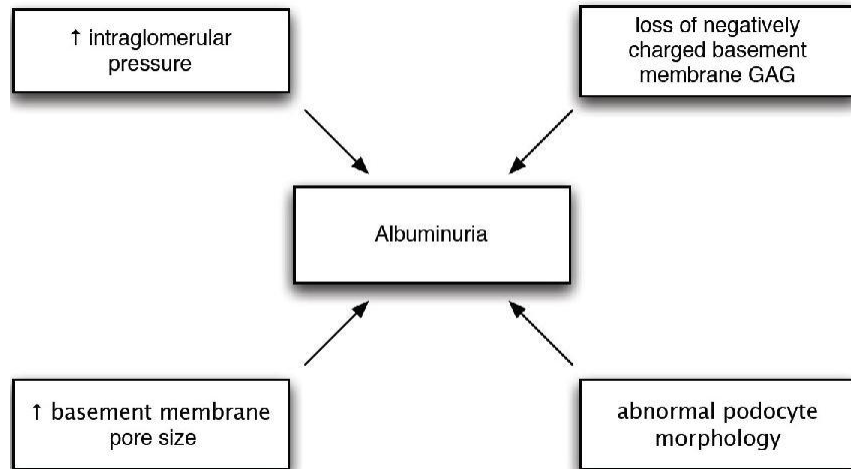 ↑ intraglomerular
pressure
loss of negatively
charged basement
membrane GAG
Albuminuria
↑ basement membrane
pore size
abnormal podocyte
morphology